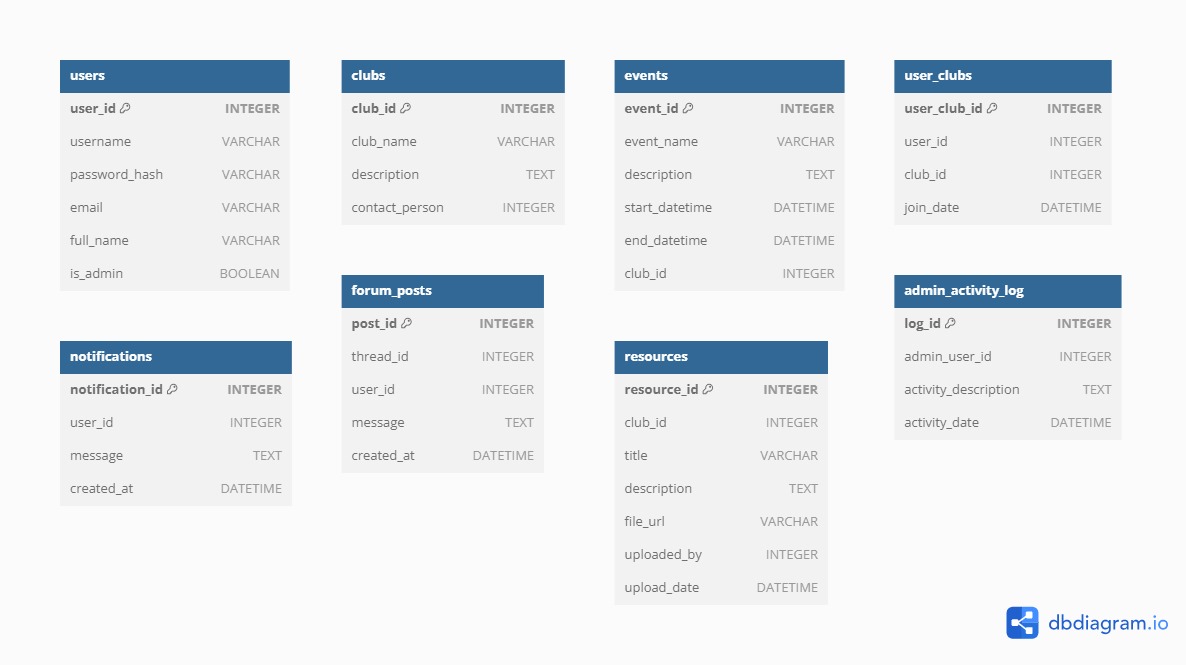 users
user_id INTEGER
username VARCHAR
password_hash VARCHAR
email VARCHAR
full_name VARCHAR
is_admin BOOLEAN
clubs
club_id INTEGER
club_name VARCHAR
description TEXT
contact_person INTEGER
events
event_id INTEGER
event_name VARCHAR
description TEXT
start_datetime DATETIME
end_datetime DATETIME
club_id INTEGER
user_clubs
user_club_id INTEGER
user_id INTEGER
club_id INTEGER
join_date DATETIME
notifications
notification_id INTEGER
user_id INTEGER
message TEXT
created_at DATETIME
forum_posts
post_id INTEGER
thread_id INTEGER
user_id INTEGER
message TEXT
created_at DATETIME
resources
resource_id INTEGER
club_id INTEGER
title VARCHAR
description TEXT
file_url VARCHAR
uploaded_by INTEGER
upload_date DATETIME
admin_activity_log
log_id INTEGER
admin_user_id INTEGER
activity_description TEXT
activity_date DATETIME
dbdiagram.io